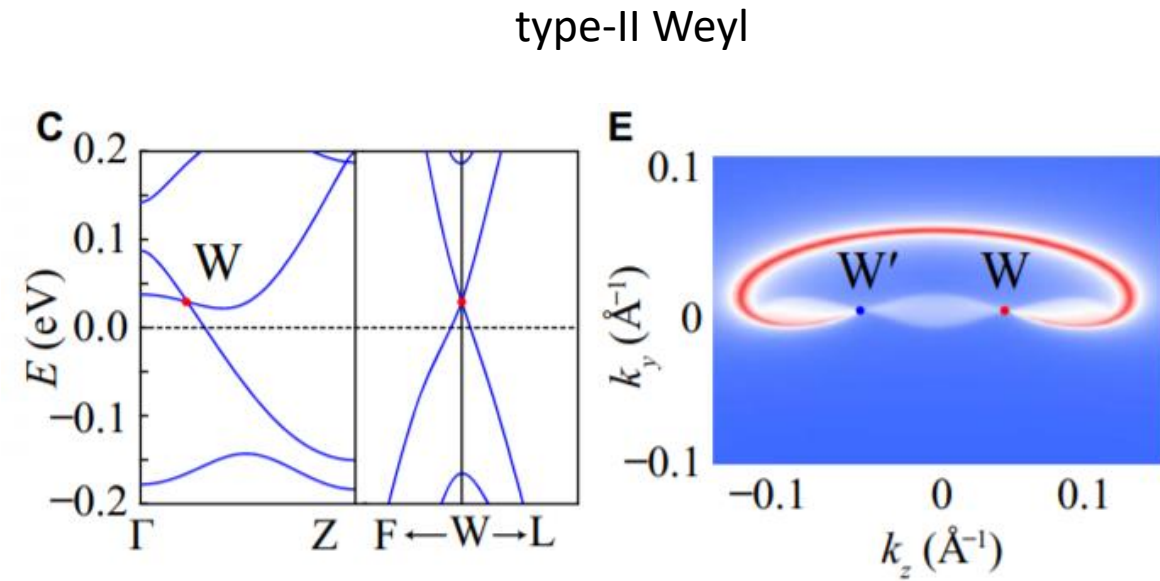 type-II Weyl
C
0.2
0.1
0.0
−0.1
−0.2
E (eV)
W
Γ Z F ←W→ L
E
0.1
0
−0.1
k_y (Å⁻¹)
W′ W
−0.1 0 0.1
k_z (Å⁻¹)